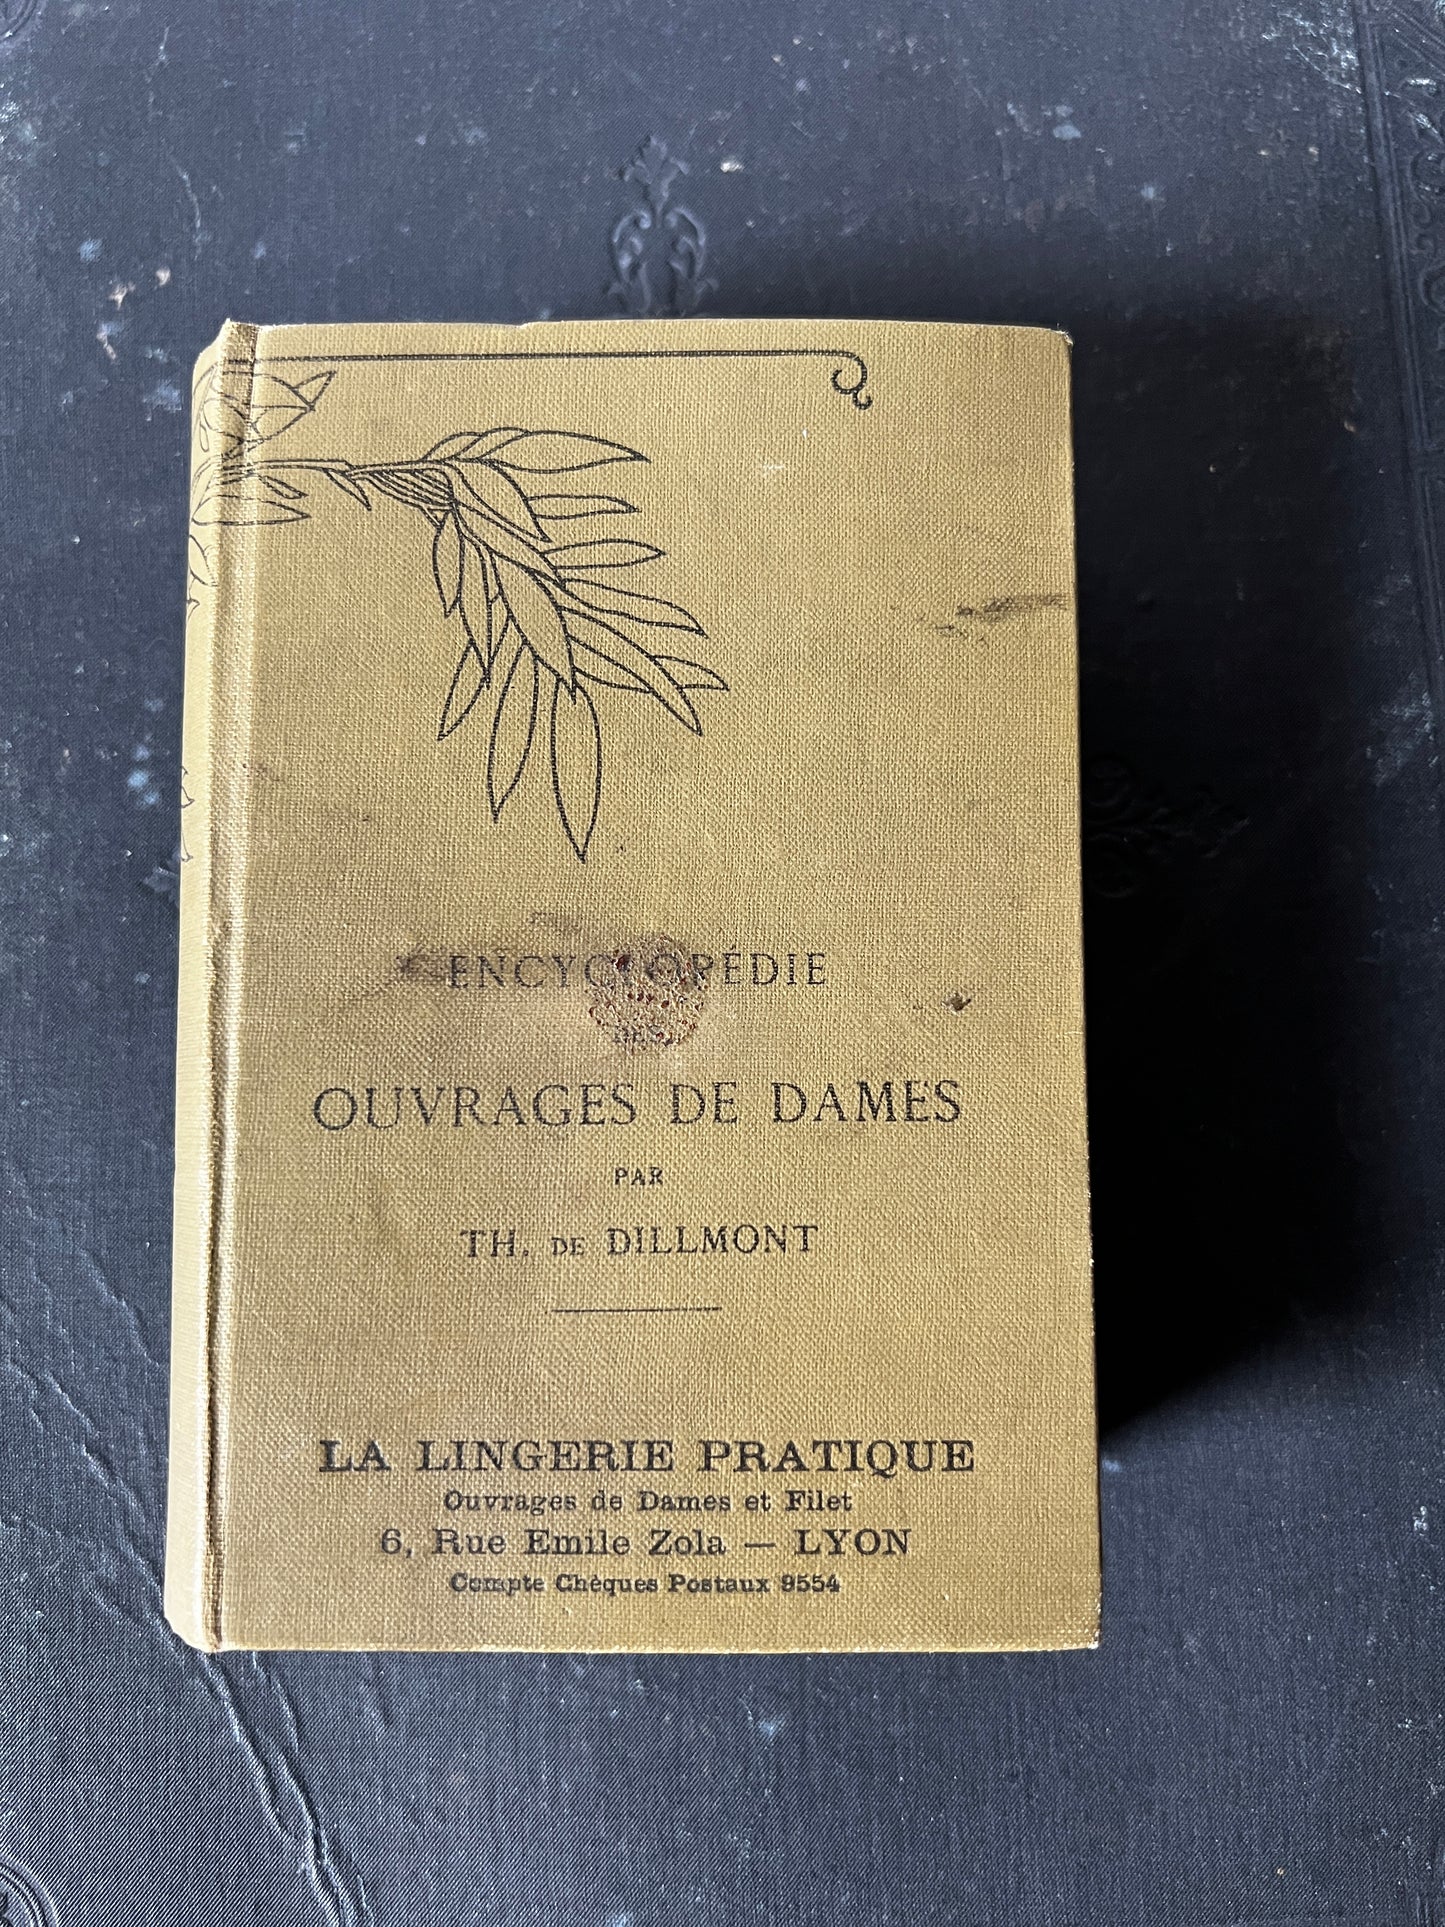 ENCYCLOPÉDIE
DES
OUVRAGES DE DAMES
PAR
TH. DE DILLMONT
LA LINGERIE PRATIQUE
Ouvrages de Dames et Filet
6, Rue Emile Zola — LYON
Compte Chèques Postaux 9554